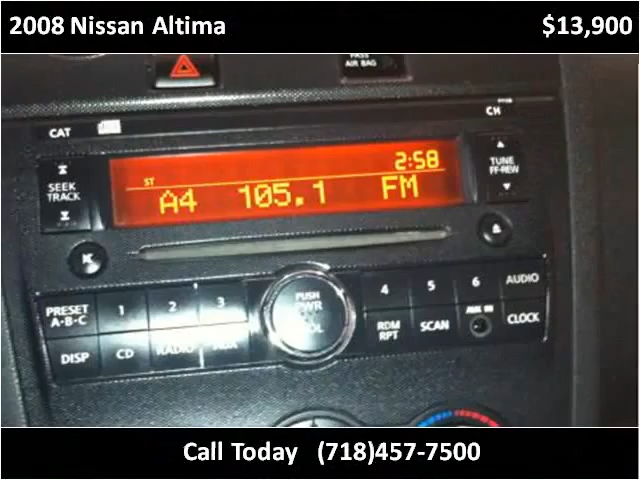 2008 Nissan Altima $13,900
PASS
AIR BAG
CAT CH
SEEK
TRACK
ST 2:58
A4 105.1 FM
TUNE
FF·REW
PRESET
A·B·C
1 2 3
PUSH
PWR
VOL
4 5 6 AUDIO
DISP CD RADIO AUX
RDM
RPT
SCAN
AUX IN
CLOCK
Call Today (718)457-7500